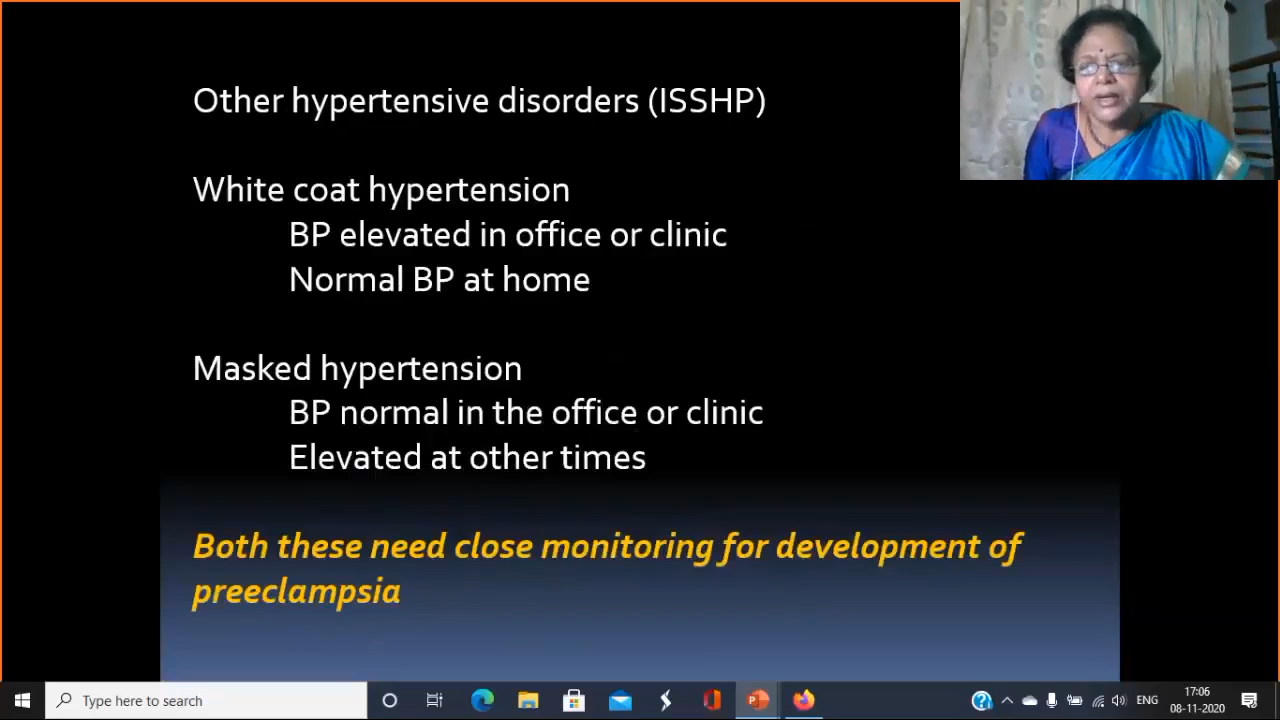 Other hypertensive disorders (ISSHP)
White coat hypertension
BP elevated in office or clinic
Normal BP at home
Masked hypertension
BP normal in the office or clinic
Elevated at other times
Both these need close monitoring for development of
preeclampsia
Type here to search
ENG
17:06
08-11-2020